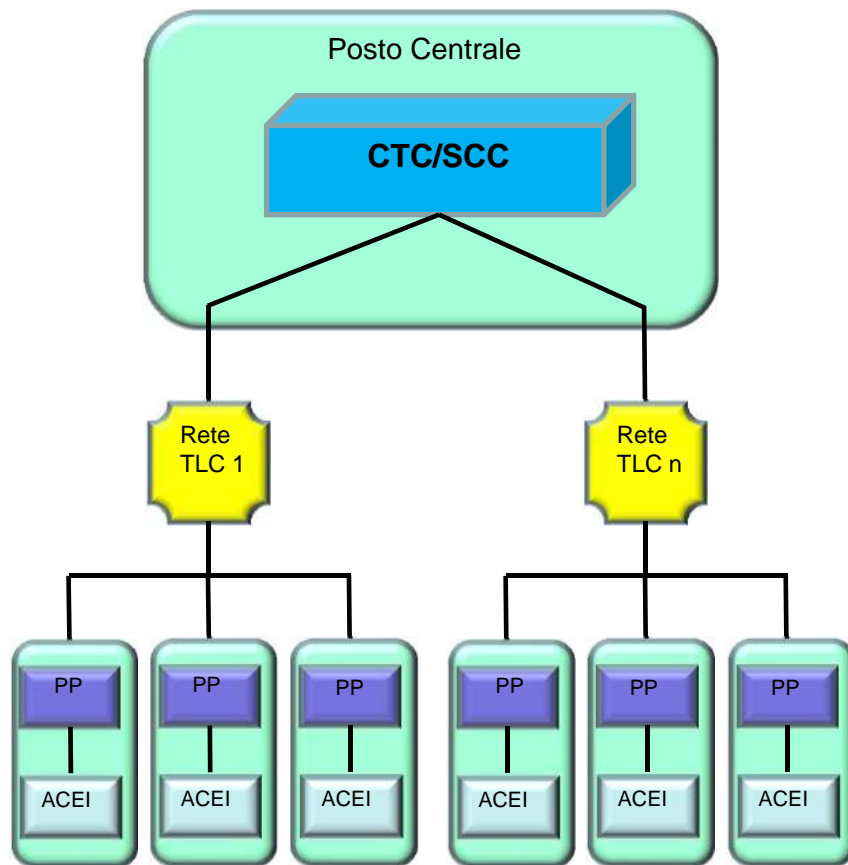 Posto Centrale
CTC/SCC
Rete
TLC 1
Rete
TLC n
PP
PP
PP
PP
PP
PP
ACEI
ACEI
ACEI
ACEI
ACEI
ACEI